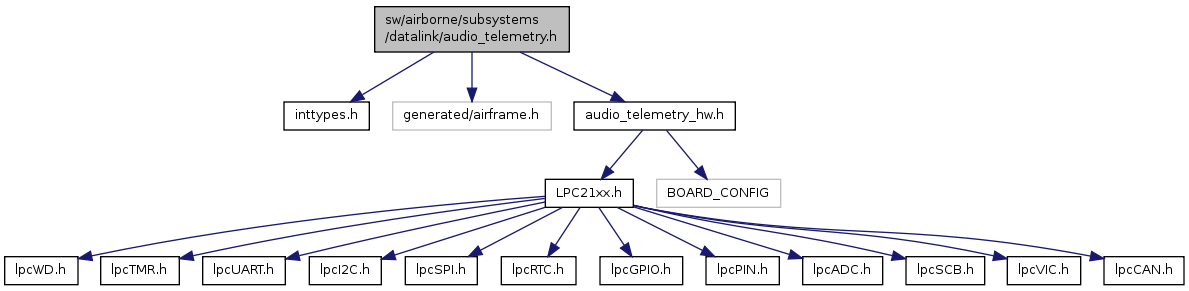 sw/airborne/subsystems
/datalink/audio_telemetry.h
inttypes.h
generated/airframe.h
audio_telemetry_hw.h
LPC21xx.h
BOARD_CONFIG
lpcWD.h
lpcTMR.h
lpcUART.h
lpcI2C.h
lpcSPI.h
lpcRTC.h
lpcGPIO.h
lpcPIN.h
lpcADC.h
lpcSCB.h
lpcVIC.h
lpcCAN.h